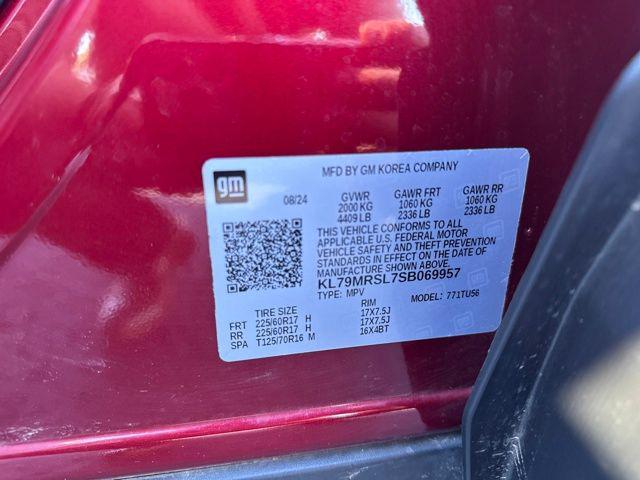 MFD BY GM KOREA COMPANY
gm
08/24 GVWR GAWR FRT GAWR RR
2000 KG 1060 KG 1060 KG
4409 LB 2336 LB 2336 LB
THIS VEHICLE CONFORMS TO ALL
APPLICABLE U.S. FEDERAL MOTOR
VEHICLE SAFETY AND THEFT PREVENTION
STANDARDS IN EFFECT ON THE DATE OF
MANUFACTURE SHOWN ABOVE.
KL79MRSL7SB069957
TYPE: MPV MODEL: 771TU56
TIRE SIZE RIM
FRT 225/60R17 H 17X7.5J
RR 225/60R17 H 17X7.5J
SPA T125/70R16 M 16X4BT